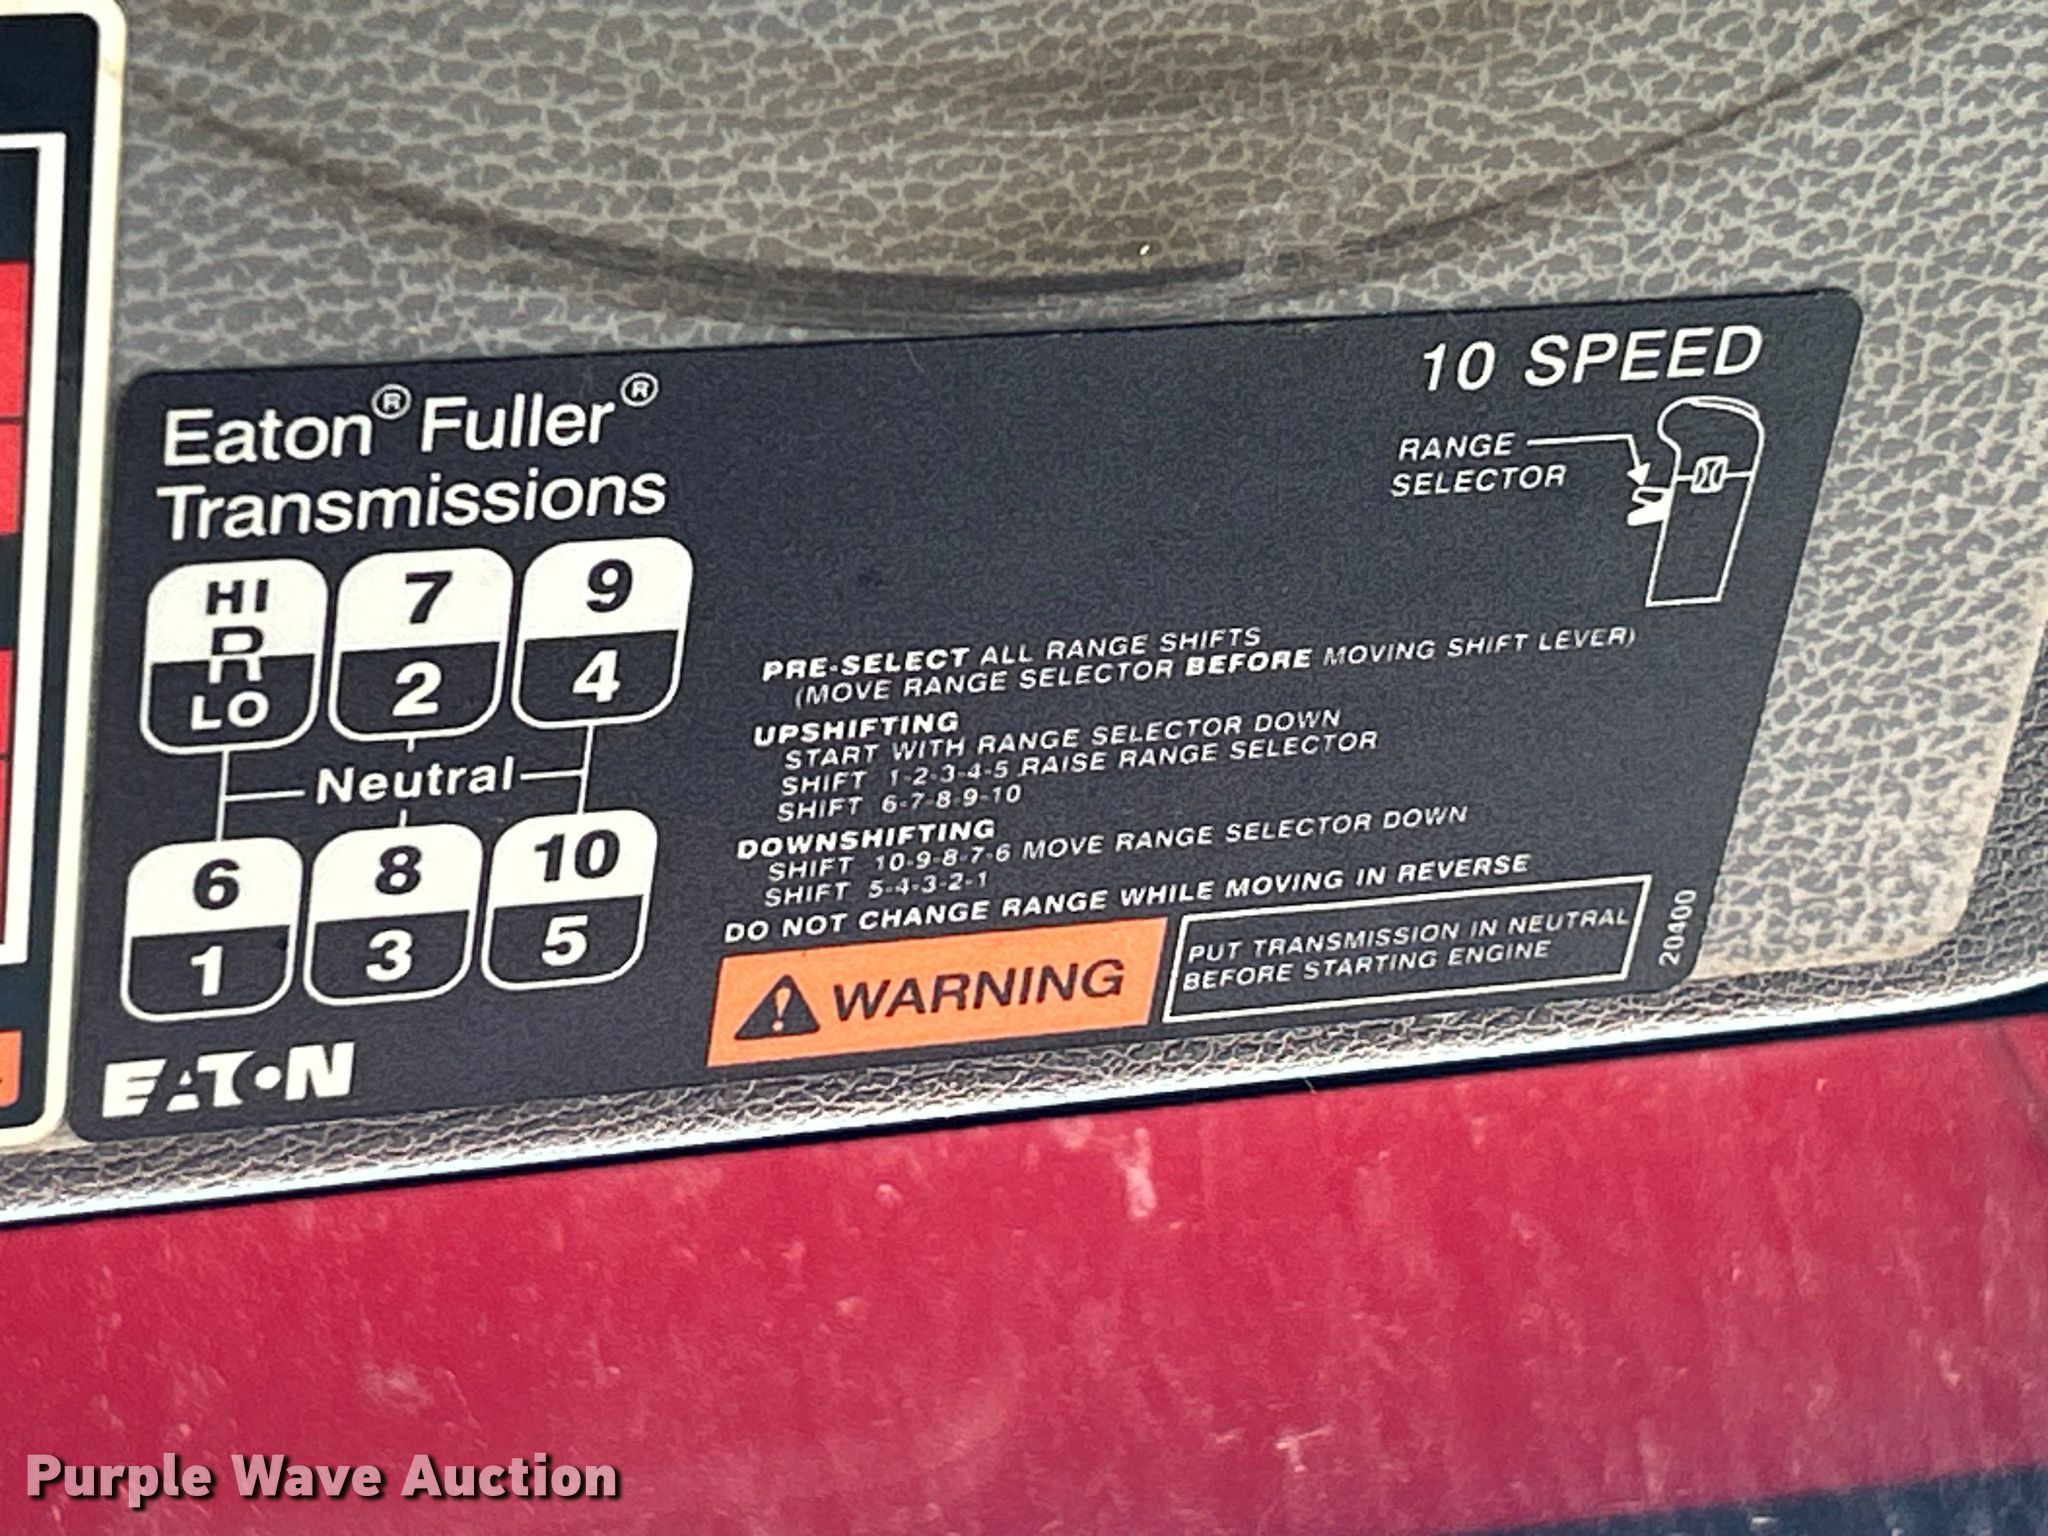 Eaton® Fuller®
Transmissions
10 SPEED
RANGE
SELECTOR
HI
R
LO
7
2
9
4
Neutral
6
1
8
3
10
5
PRE-SELECT ALL RANGE SHIFTS
(MOVE RANGE SELECTOR BEFORE MOVING SHIFT LEVER)
UPSHIFTING
START WITH RANGE SELECTOR DOWN
SHIFT 1-2-3-4-5 RAISE RANGE SELECTOR
SHIFT 6-7-8-9-10
DOWNSHIFTING
SHIFT 10-9-8-7-6 MOVE RANGE SELECTOR DOWN
SHIFT 5-4-3-2-1
DO NOT CHANGE RANGE WHILE MOVING IN REVERSE
WARNING
PUT TRANSMISSION IN NEUTRAL
BEFORE STARTING ENGINE
20400
EATON
Purple Wave Auction